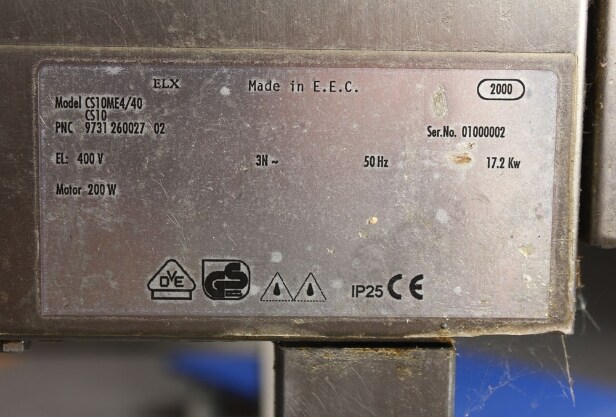 ELX Made in E.E.C. 2000
Model CS10ME4/40
CS10
PNC 9731 260027 02 Ser.No. 01000002
EL: 400 V 3N ~ 50 Hz 17.2 Kw
Motor 200 W
DVE GS IP25 CE